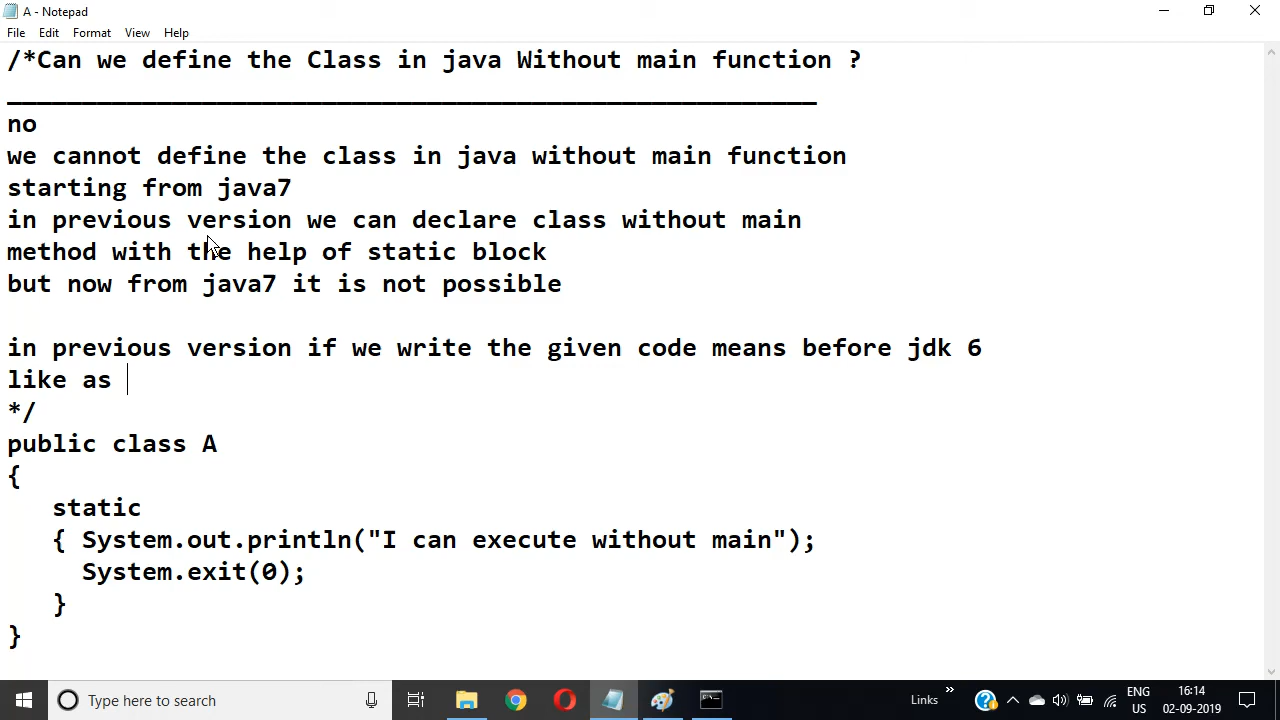 A - Notepad
File Edit Format View Help
/*Can we define the Class in java Without main function ?
______________________________________________________
no
we cannot define the class in java without main function
starting from java7
in previous version we can declare class without main
method with the help of static block
but now from java7 it is not possible
in previous version if we write the given code means before jdk 6
like as
*/
public class A
{
static
{ System.out.println("I can execute without main");
System.exit(0);
}
}
Type here to search
Links »
ENG
US
16:14
02-09-2019